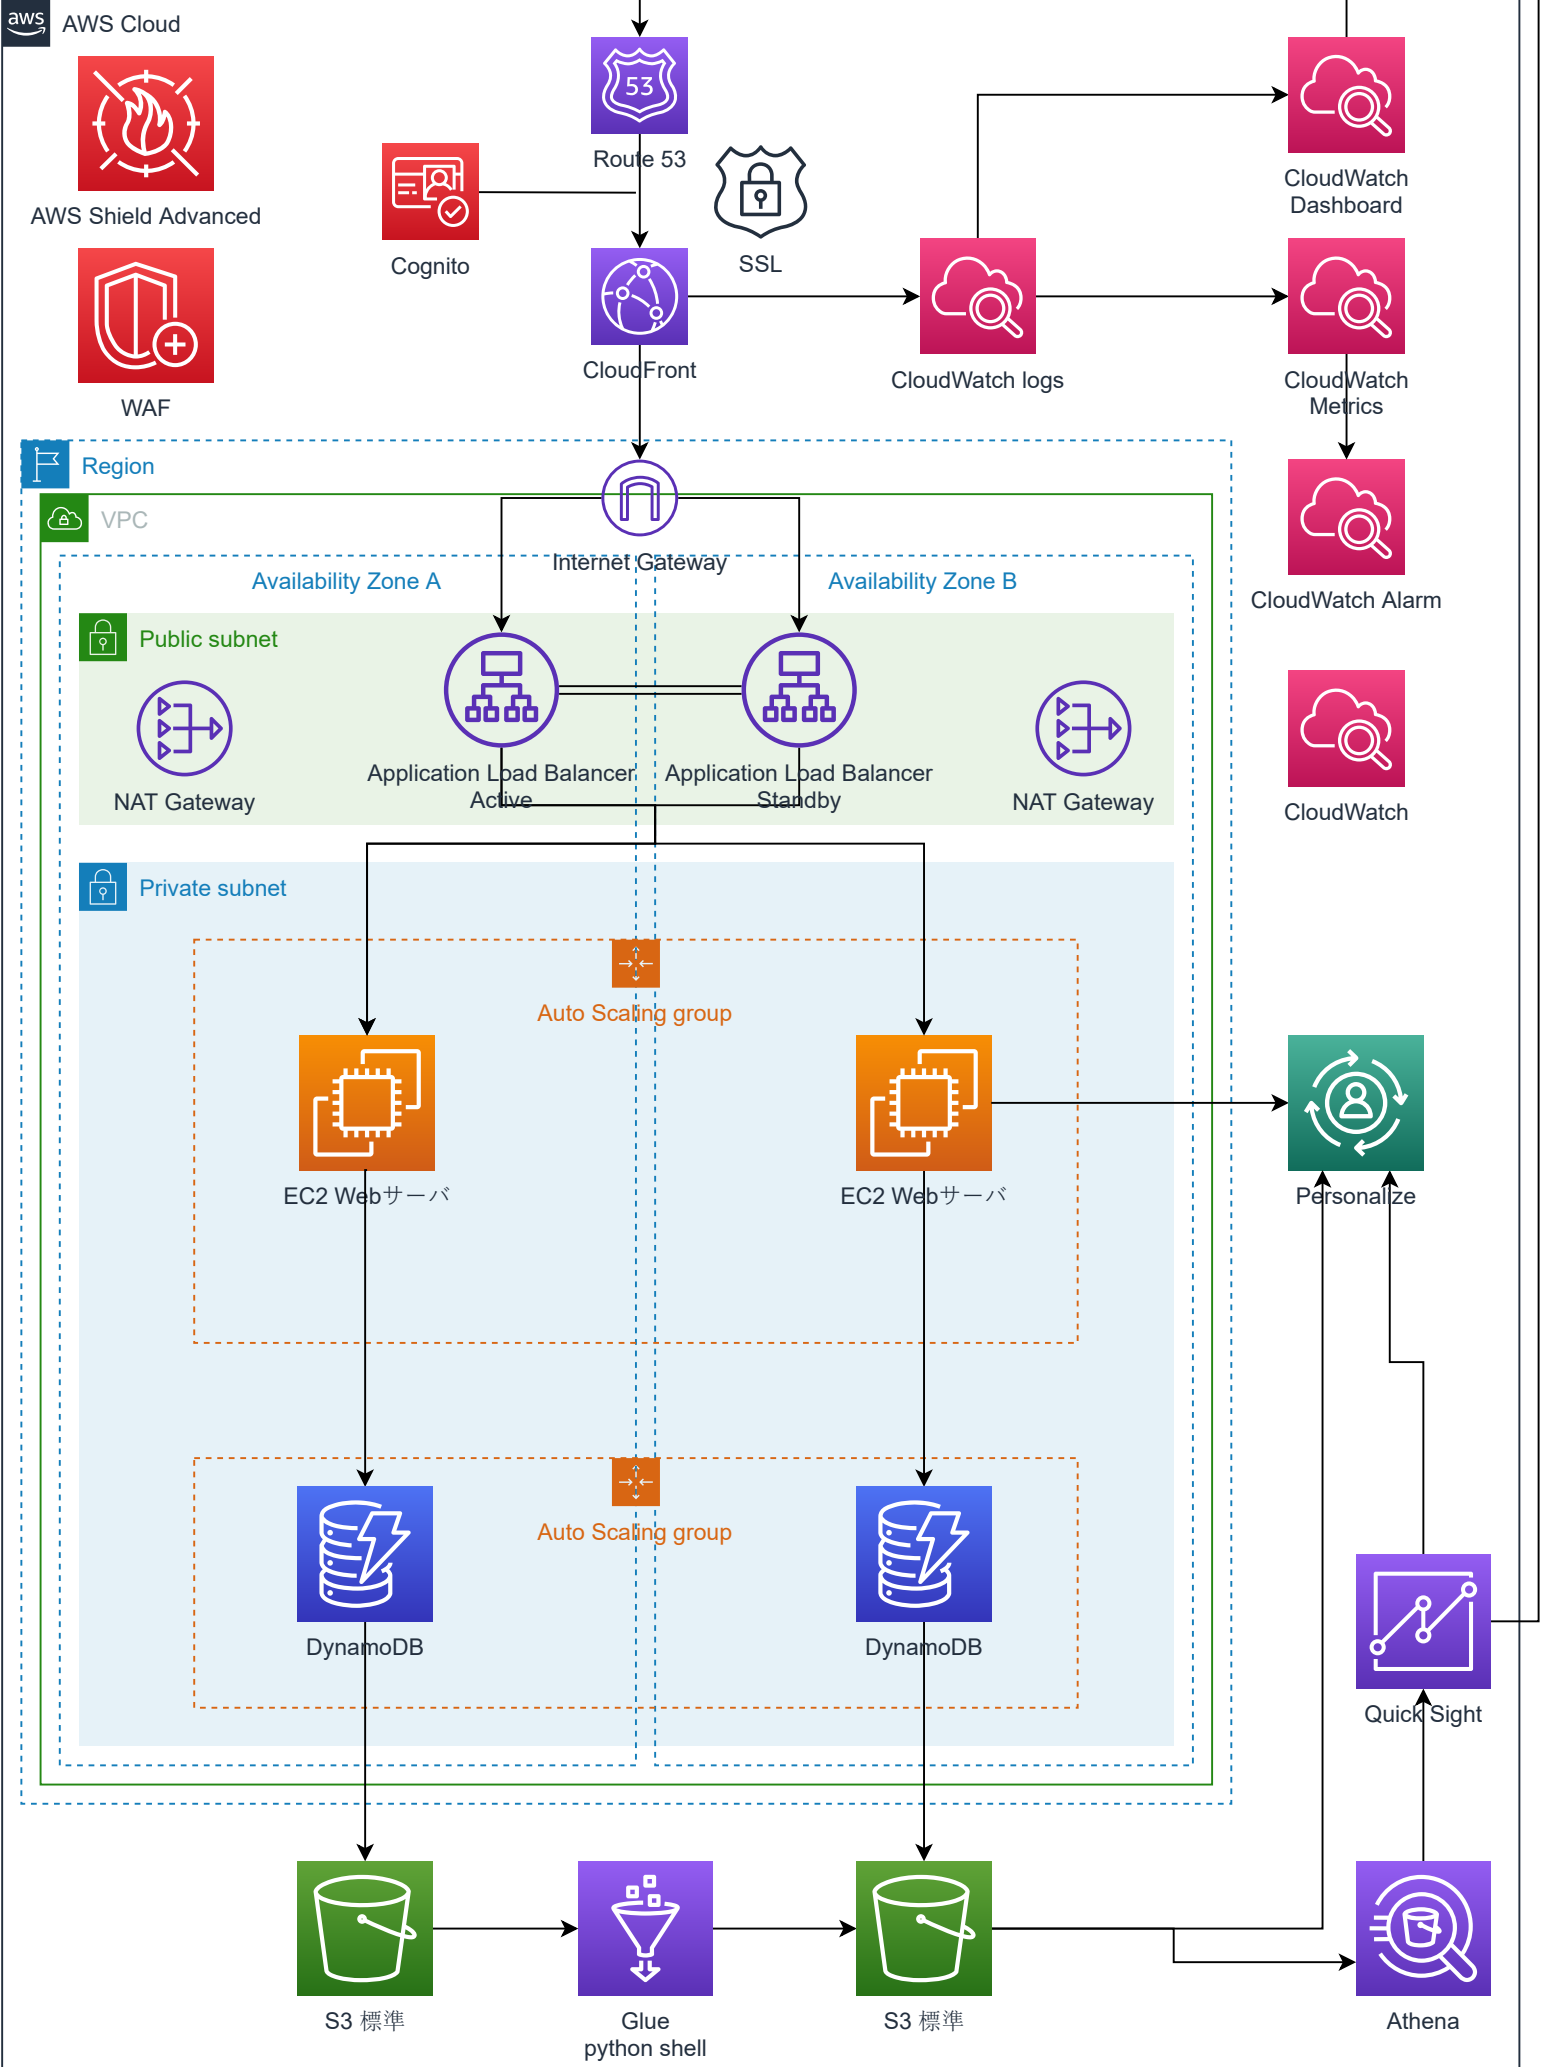 aws
AWS Cloud
53
Route 53
AWS Shield Advanced
Cognito
SSL
CloudWatch
Dashboard
WAF
CloudFront
CloudWatch logs
CloudWatch
Metrics
Region
VPC
Internet Gateway
Availability Zone A
Availability Zone B
CloudWatch Alarm
Public subnet
NAT Gateway
Application Load Balancer
Active
Application Load Balancer
Standby
NAT Gateway
CloudWatch
Private subnet
Auto Scaling group
EC2 Webサーバ
EC2 Webサーバ
Personalize
Auto Scaling group
DynamoDB
DynamoDB
Quick Sight
S3 標準
Glue
python shell
S3 標準
Athena